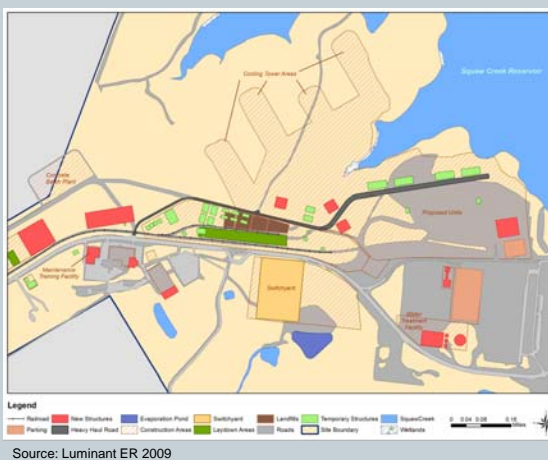 Cooling Tower Areas
Squaw Creek Reservoir
Concrete
Batch Plant
Proposed Units
Maintenance
Training Facility
Switchyard
Water
Treatment
Facility
Legend
Railroad New Structures Evaporation Pond Switchyard Landfills Temporary Structures SquawCreek 0 0.04 0.08 0.16
Miles
Parking Heavy Haul Road Construction Areas Laydown Areas Roads Site Boundary Wetlands
Source: Luminant ER 2009